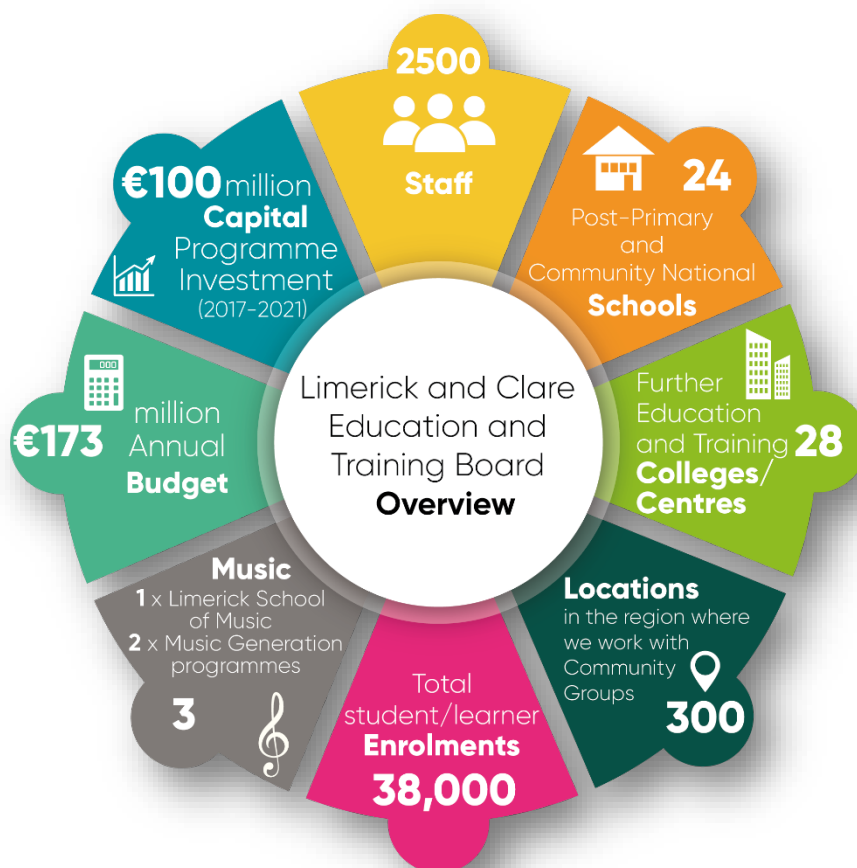 2500
Staff
24
Post-Primary
and
Community National
Schools
Further
Education
and Training
28
Colleges/
Centres
Locations
in the region where
we work with
Community
Groups
300
Total
student/learner
Enrolments
38,000
Music
1 x Limerick School
of Music
2 x Music Generation
programmes
3
€173
million
Annual
Budget
000
€100 million
Capital
Programme
Investment
(2017-2021)
Limerick and Clare
Education and
Training Board
Overview